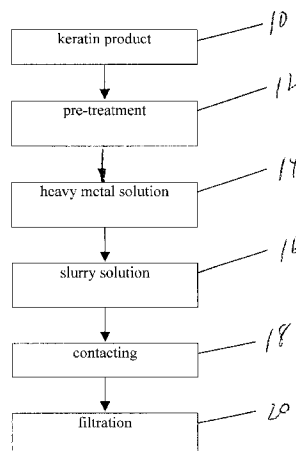 keratin product 10
pre-treatment 12
heavy metal solution 14
slurry solution 16
contacting 18
filtration 20